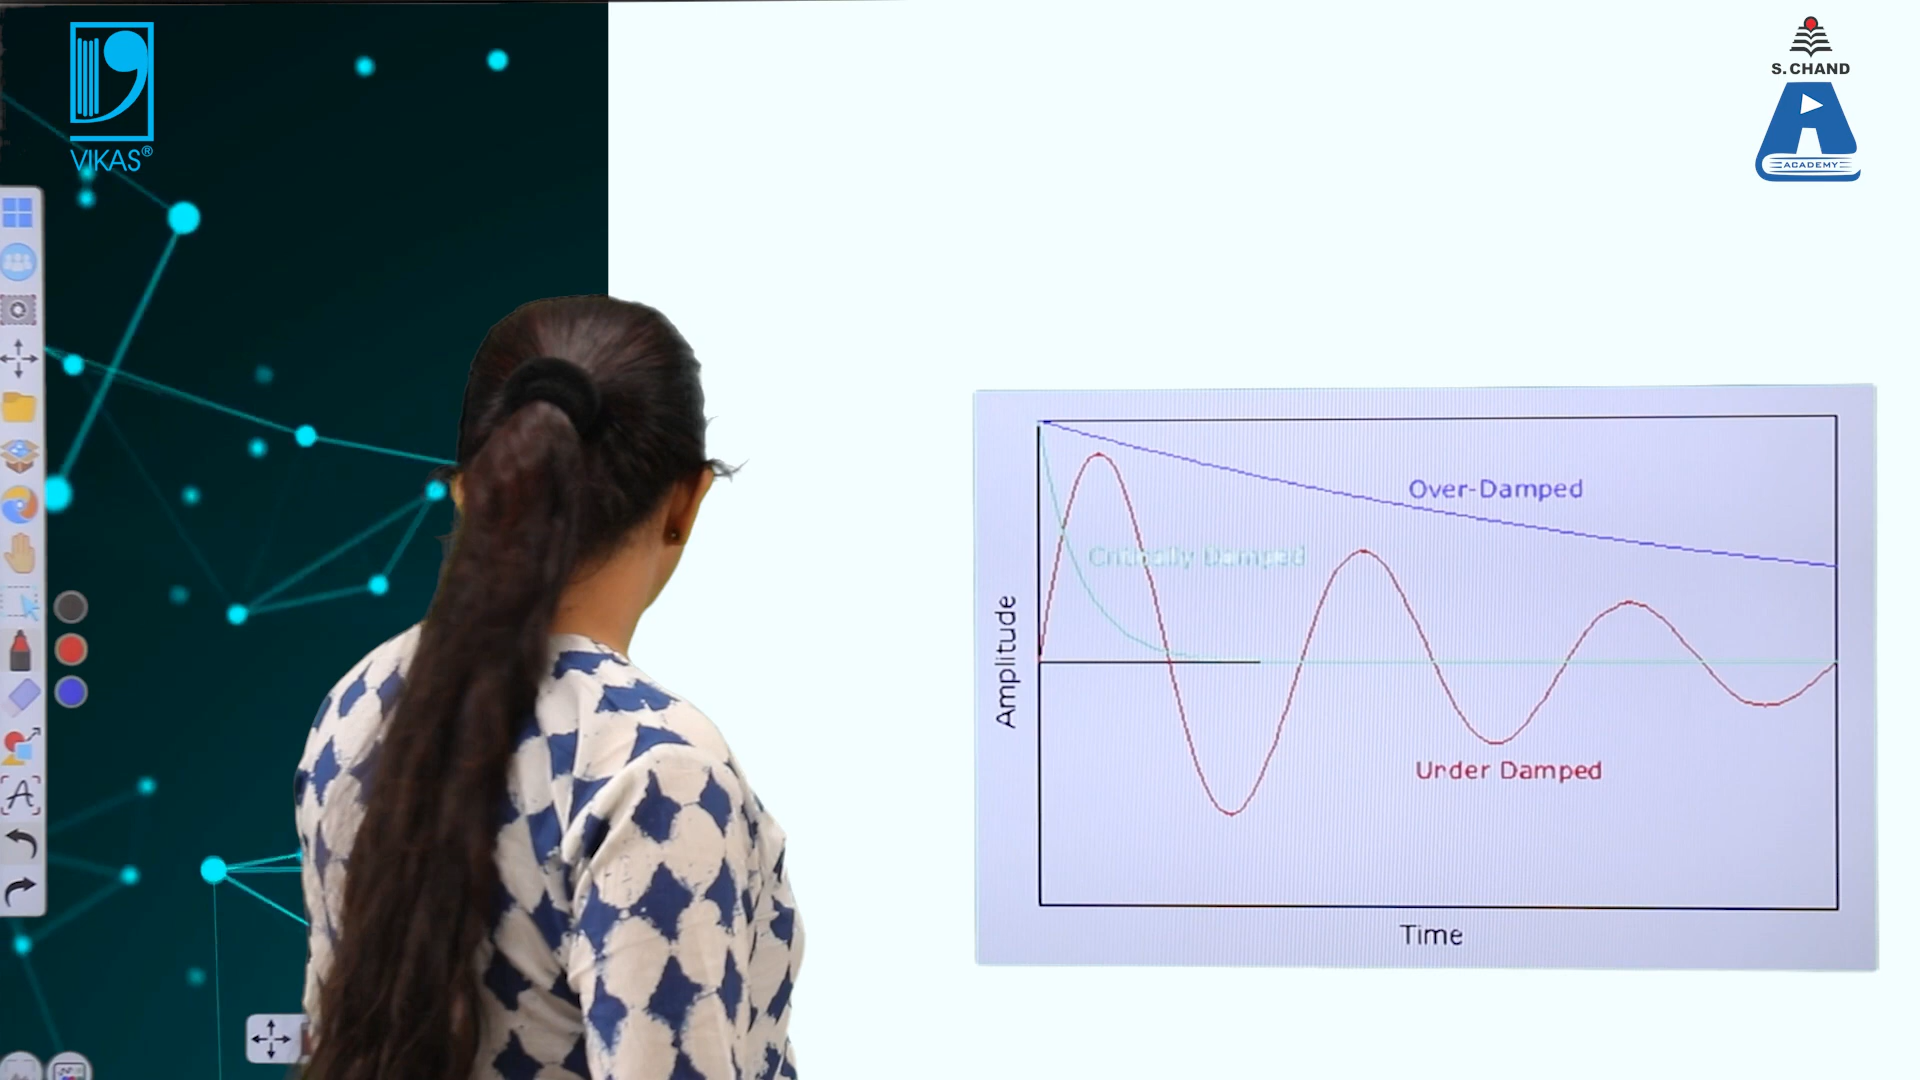 VIKAS®
S. CHAND
ACADEMY
Over-Damped
Critically Damped
Amplitude
Under Damped
Time